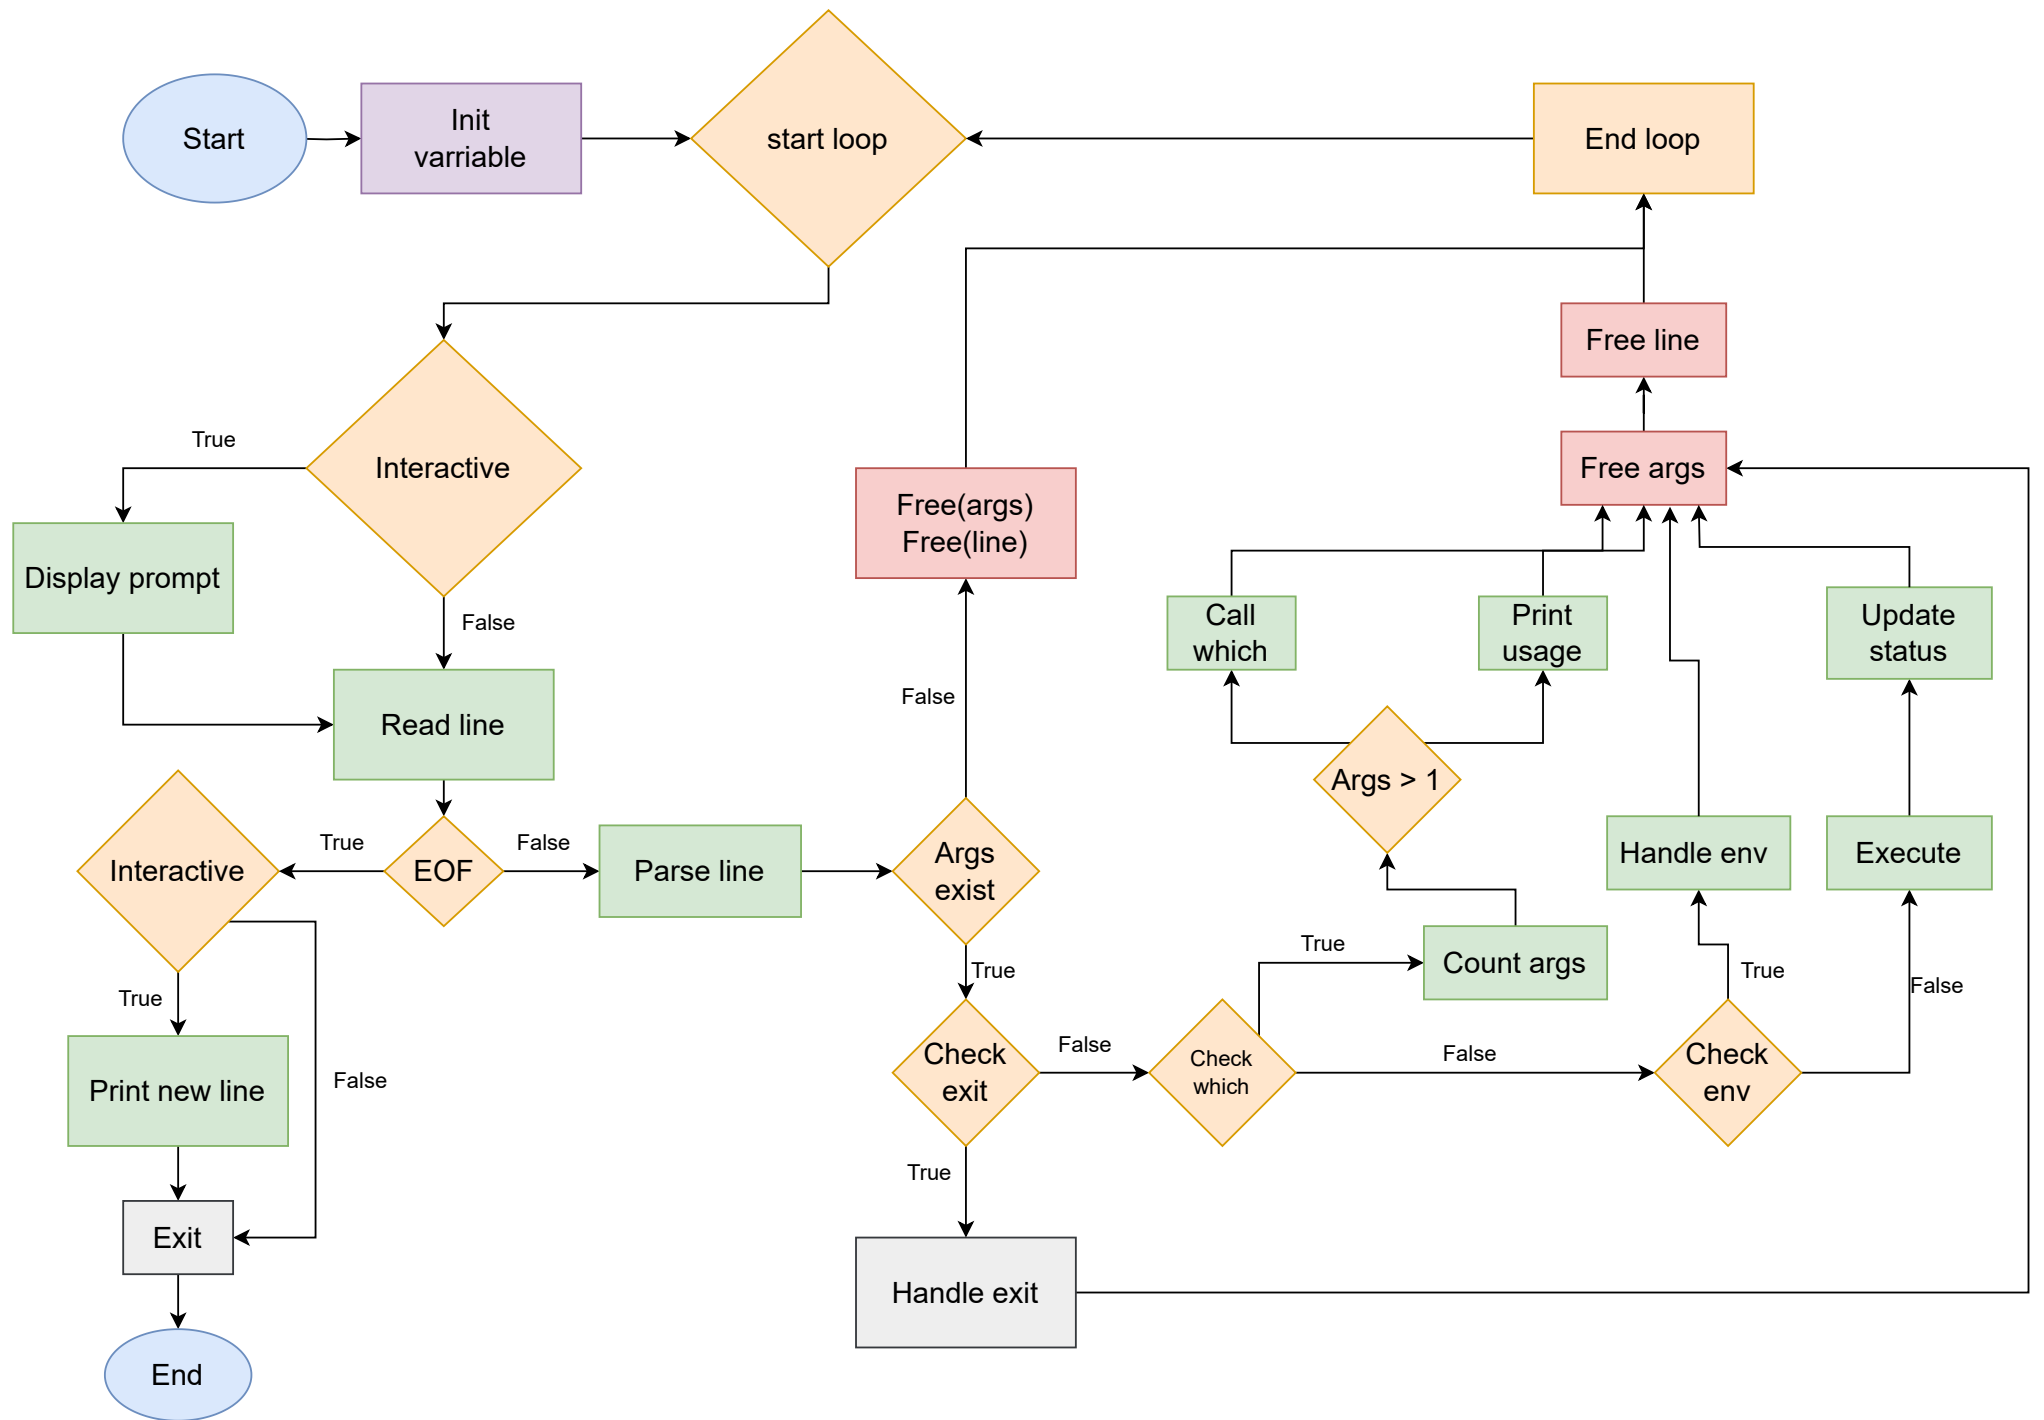 Start
Init
varriable
start loop
End loop
Free line
True
Interactive
Free args
Free(args)
Free(line)
Display prompt
False
Call
which
Print
usage
Update
status
False
Read line
Args > 1
True
False
Interactive
EOF
Parse line
Args
exist
Handle env
Execute
True
True
True
Count args
True
False
Print new line
False
Check
exit
False
Check
which
False
Check
env
True
Exit
Handle exit
End